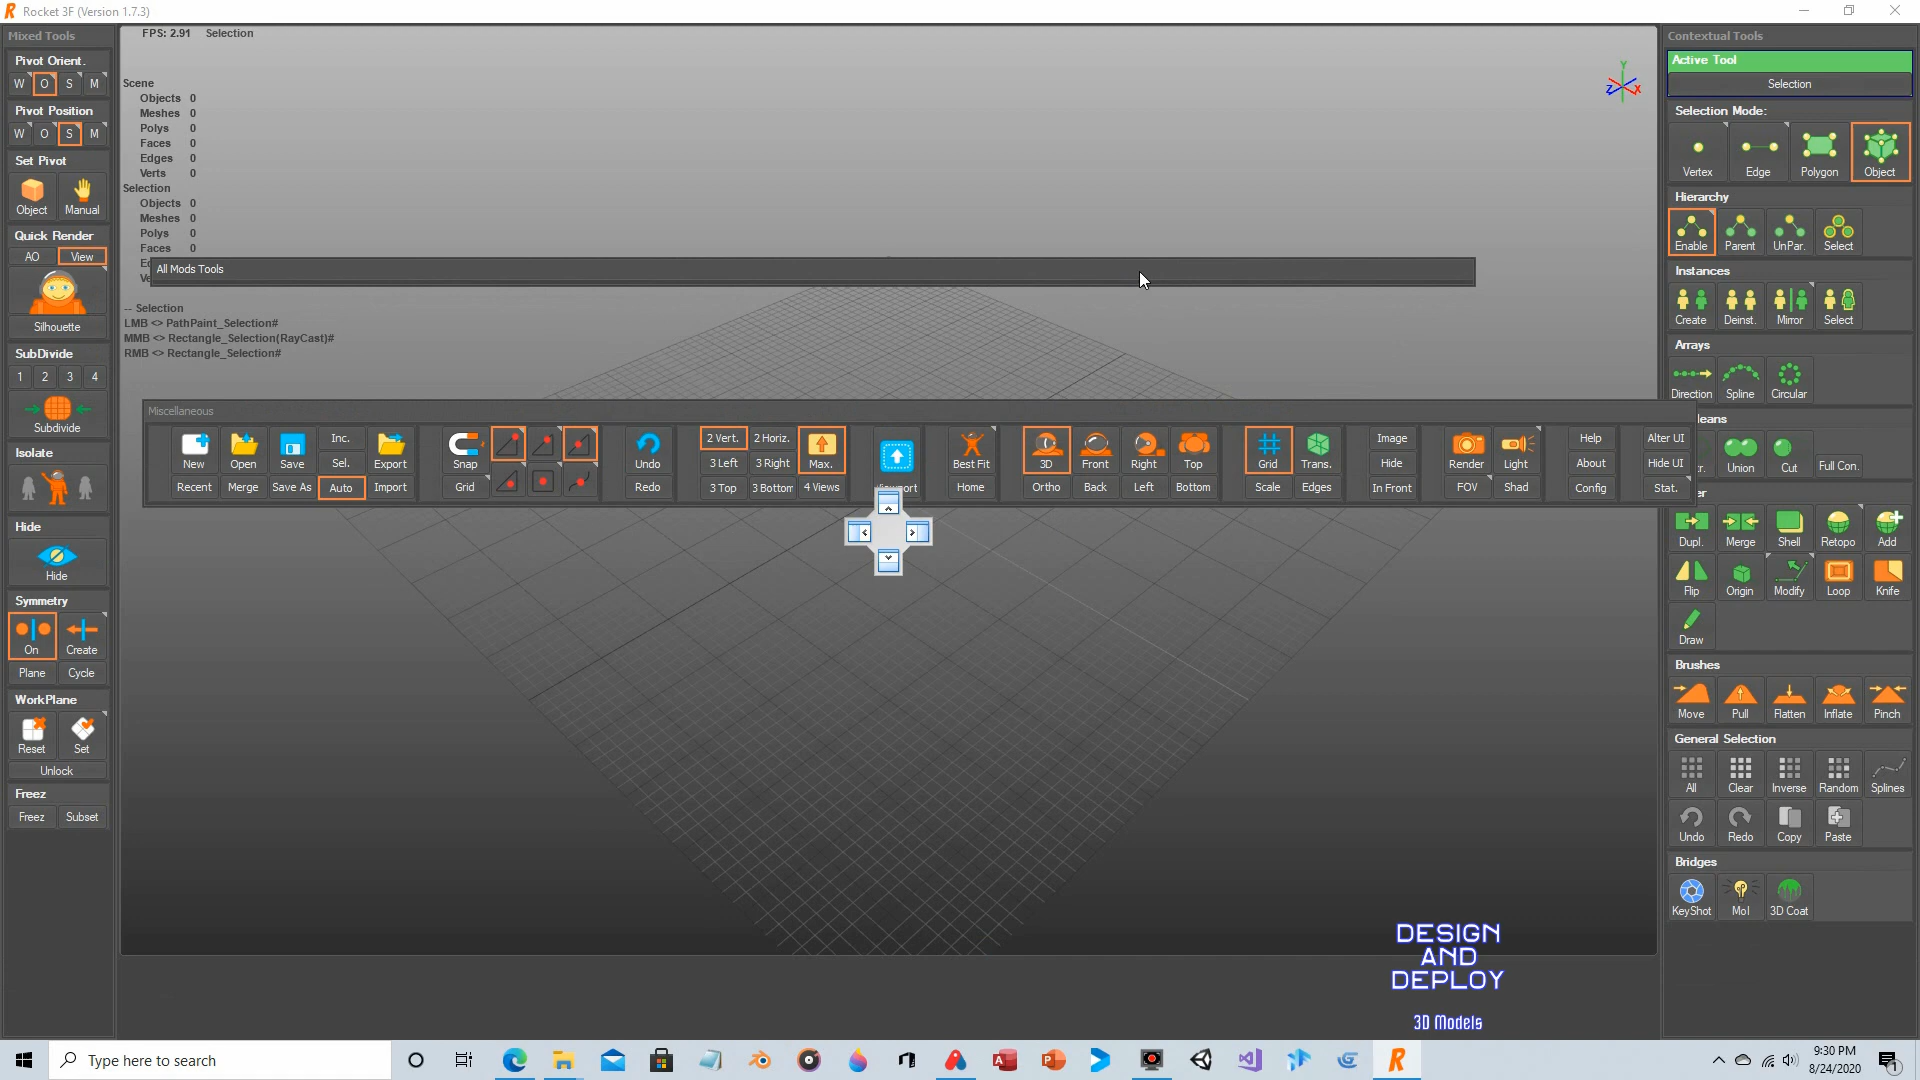 Rocket 3F (Version 1.7.3)
Mixed Tools
Pivot Orient.
W O S M
Pivot Position
W O S M
Set Pivot
Object Manual
Quick Render
AO View
Silhouette
SubDivide
1 2 3 4
Subdivide
Isolate
Hide
Hide
Symmetry
On Create
Plane Cycle
WorkPlane
Reset Set
Unlock
Freez
Freez Subset
FPS: 2.91 Selection
Scene
Objects 0
Meshes 0
Polys 0
Faces 0
Edges 0
Verts 0
Selection
Objects 0
Meshes 0
Polys 0
Faces 0
All Mods Tools
-- Selection
LMB <> PathPaint_Selection#
MMB <> Rectangle_Selection(RayCast)#
RMB <> Rectangle_Selection#
Y
Z X
Miscellaneous
New Open Save Inc. Sel. Export
Recent Merge Save As Auto Import
Snap
Grid
Undo
Redo
2 Vert. 2 Horiz.
3 Left 3 Right Max.
3 Top 3 Bottom 4 Views
Best Fit
Home
3D Front Right Top
Ortho Back Left Bottom
Grid Trans.
Scale Edges
Image
Hide
In Front
Render Light
FOV Shad
Help
About
Config
Alter UI
Hide UI
Stat.
Contextual Tools
Active Tool
Selection
Selection Mode:
Vertex Edge Polygon Object
Hierarchy
Enable Parent UnPar. Select
Instances
Create Deinst. Mirror Select
Arrays
Direction Spline Circular
leans
Union Cut Full Con.
Dupl. Merge Shell Retopo Add
Flip Origin Modify Loop Knife
Draw
Brushes
Move Pull Flatten Inflate Pinch
General Selection
All Clear Inverse Random Splines
Undo Redo Copy Paste
Bridges
KeyShot MoI 3D Coat
DESIGN
AND
DEPLOY
3D Models
Type here to search
9:30 PM
8/24/2020
1